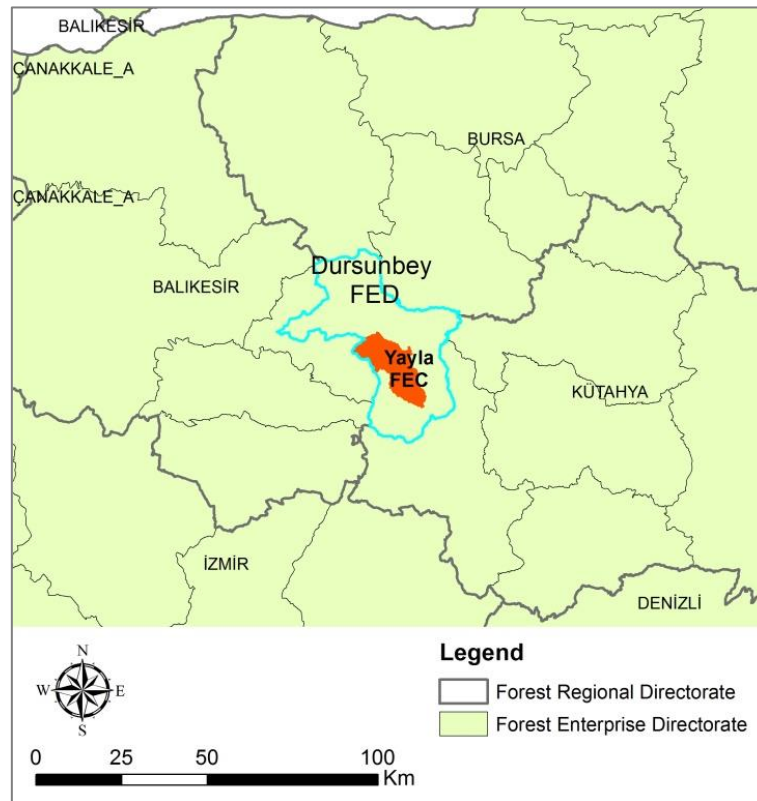 BALIKESİR
ÇANAKKALE_A
BURSA
ÇANAKKALE_A
Dursunbey
FED
BALIKESİR
Yayla
FEC
KÜTAHYA
İZMİR
DENİZLİ
N
W E
S
Legend
Forest Regional Directorate
Forest Enterprise Directorate
0 25 50 100
Km